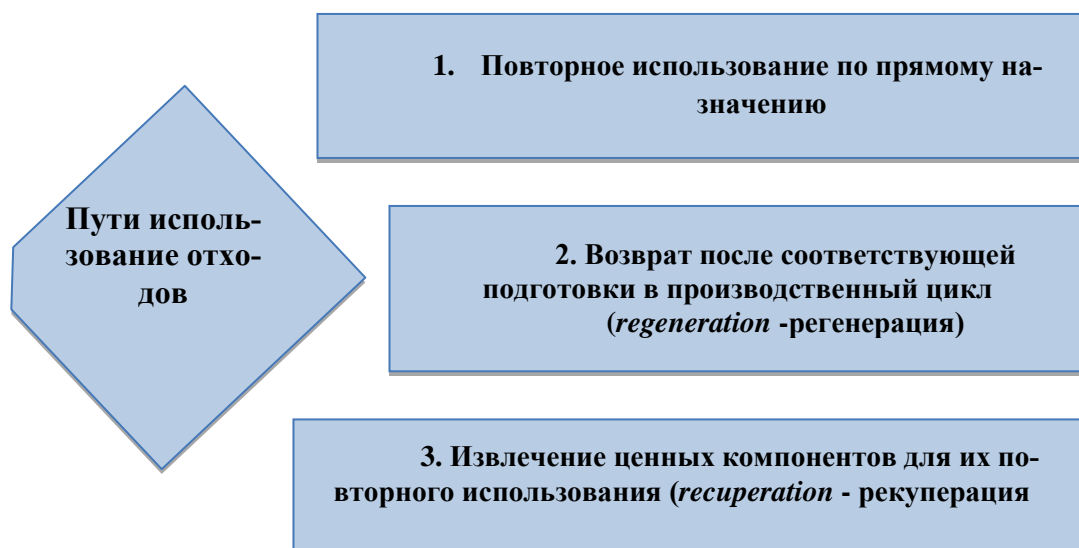 1. Повторное использование по прямому на-
значению
Пути исполь-
зование отхо-
дов
2. Возврат после соответствующей
подготовки в производственный цикл
(regeneration -регенерация)
3. Извлечение ценных компонентов для их по-
вторного использования (recuperation - рекуперация